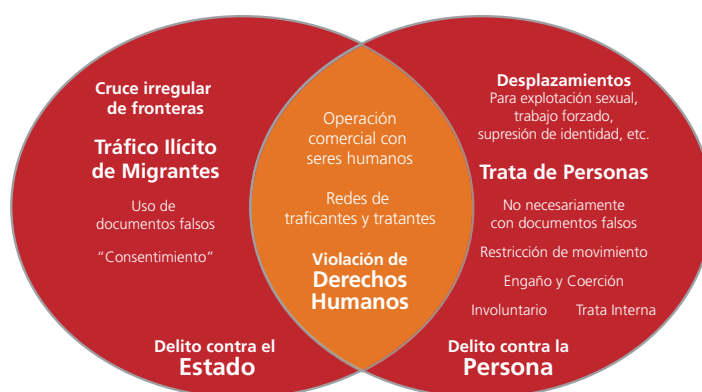 Cruce irregular
de fronteras
Tráfico Ilícito
de Migrantes
Uso de
documentos falsos
“Consentimiento”
Delito contra el
Estado
Operación
comercial con
seres humanos
Redes de
traficantes y tratantes
Violación de
Derechos
Humanos
Desplazamientos
Para explotación sexual,
trabajo forzado,
supresión de identidad, etc.
Trata de Personas
No necesariamente
con documentos falsos
Restricción de movimiento
Engaño y Coerción
Involuntario Trata Interna
Delito contra la
Persona